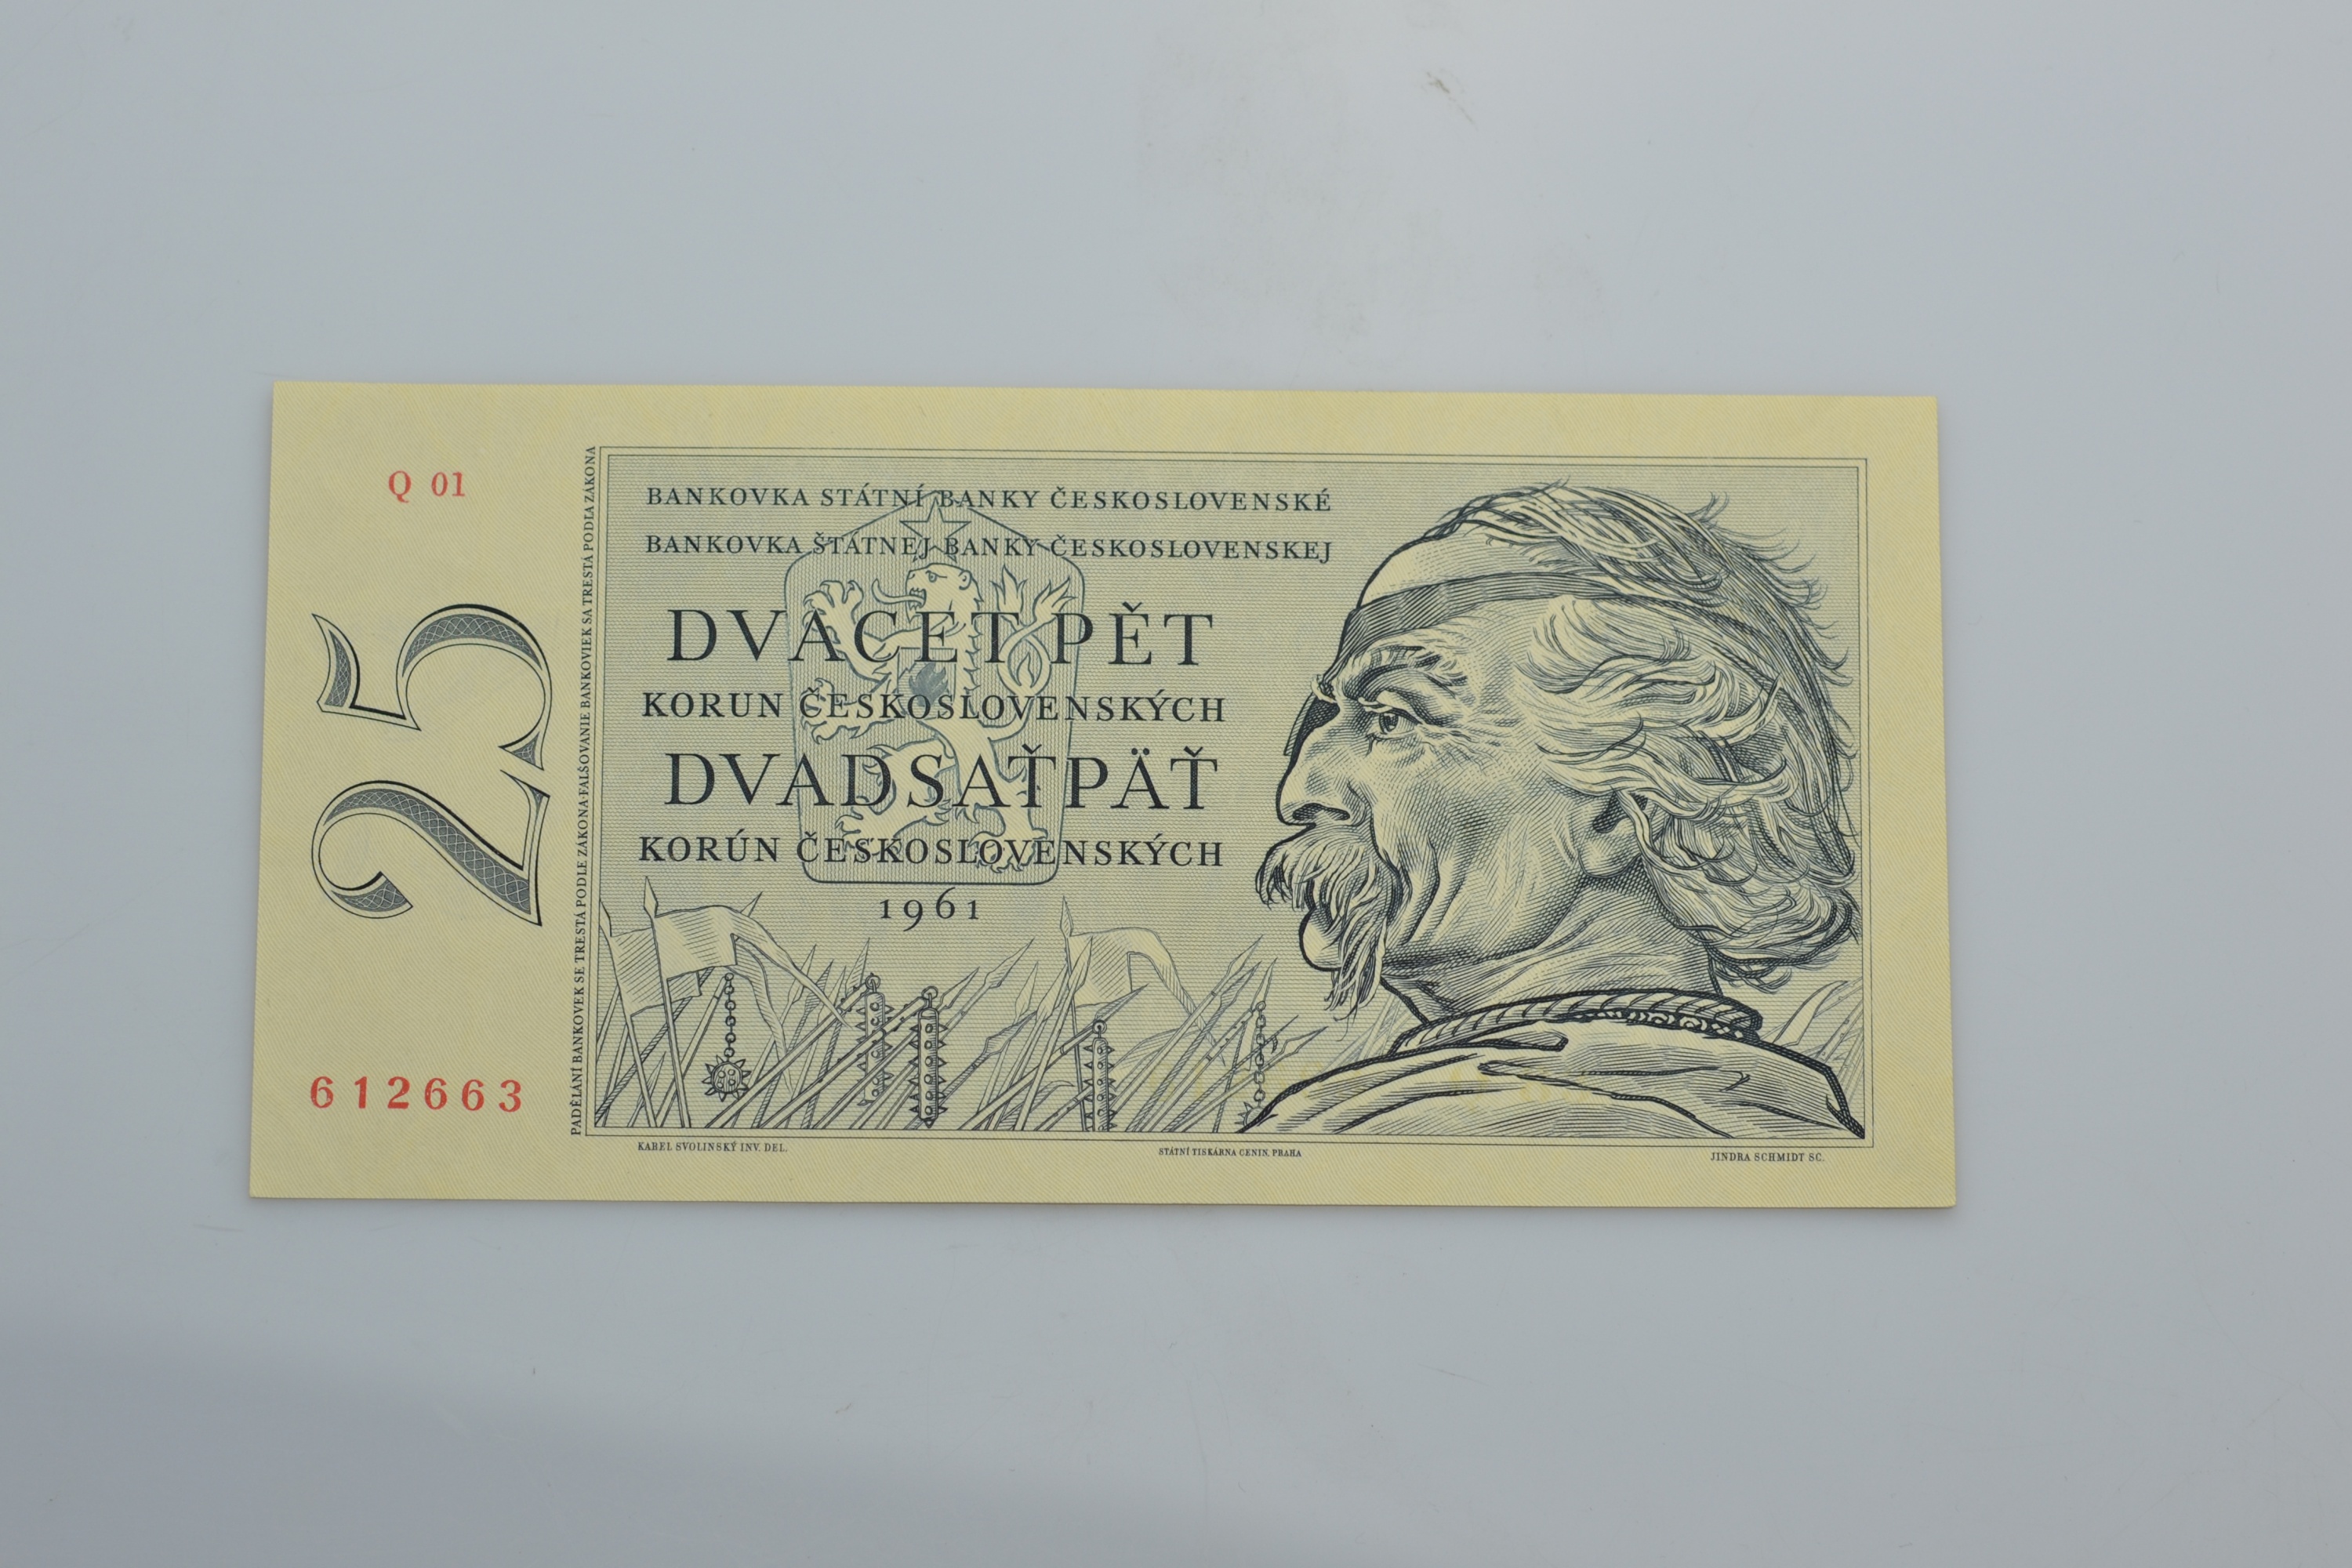 Q 01
25
612663
PADĚLÁNÍ BANKOVEK SE TRESTÁ PODLE ZÁKONA·FALŠOVANIE BANKOVIEK SA TRESTÁ PODĽA ZÁKONA
BANKOVKA STÁTNÍ BANKY ČESKOSLOVENSKÉ
BANKOVKA ŠTÁTNEJ BANKY ČESKOSLOVENSKEJ
DVACET PĚT
KORUN ČESKOSLOVENSKÝCH
DVADSAŤPÄŤ
KORÚN ČESKOSLOVENSKÝCH
1961
KAREL SVOLINSKÝ INV. DEL.
STÁTNÍ TISKÁRNA CENIN, PRAHA
JINDRA SCHMIDT SC.